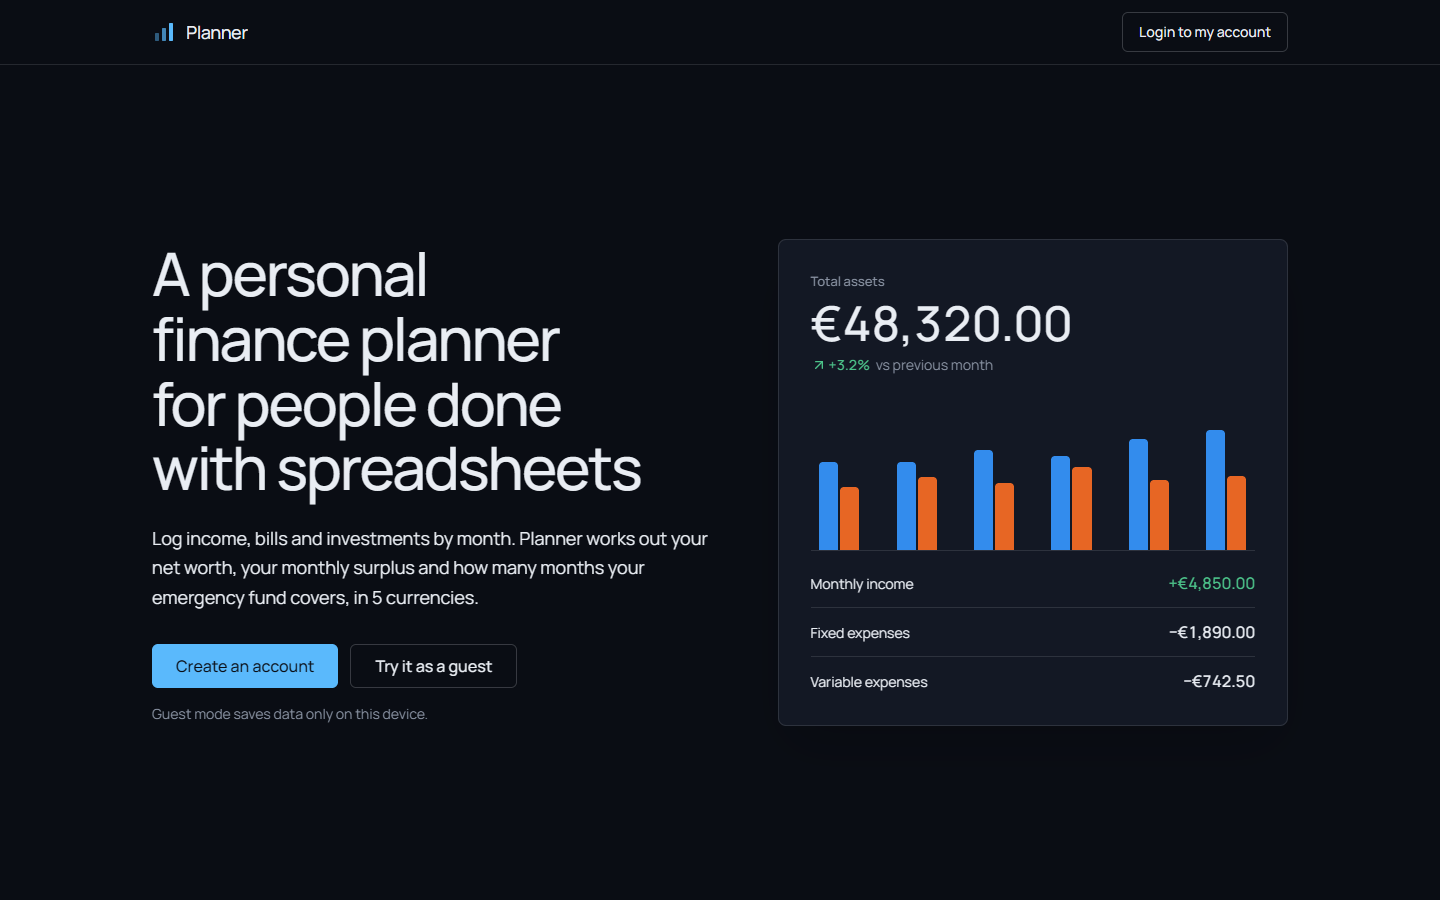 Planner
Login to my account
A personal
finance planner
for people done
with spreadsheets
Log income, bills and investments by month. Planner works out your
net worth, your monthly surplus and how many months your
emergency fund covers, in 5 currencies.
Create an account
Try it as a guest
Guest mode saves data only on this device.
Total assets
€48,320.00
+3.2% vs previous month
Monthly income +€4,850.00
Fixed expenses −€1,890.00
Variable expenses −€742.50